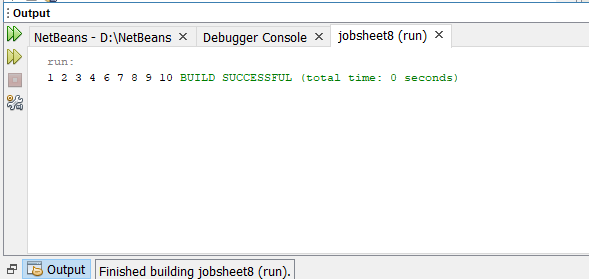 Output
NetBeans - D:\NetBeans
Debugger Console
jobsheet8 (run)
run:
1 2 3 4 6 7 8 9 10 BUILD SUCCESSFUL (total time: 0 seconds)
Output
Finished building jobsheet8 (run).